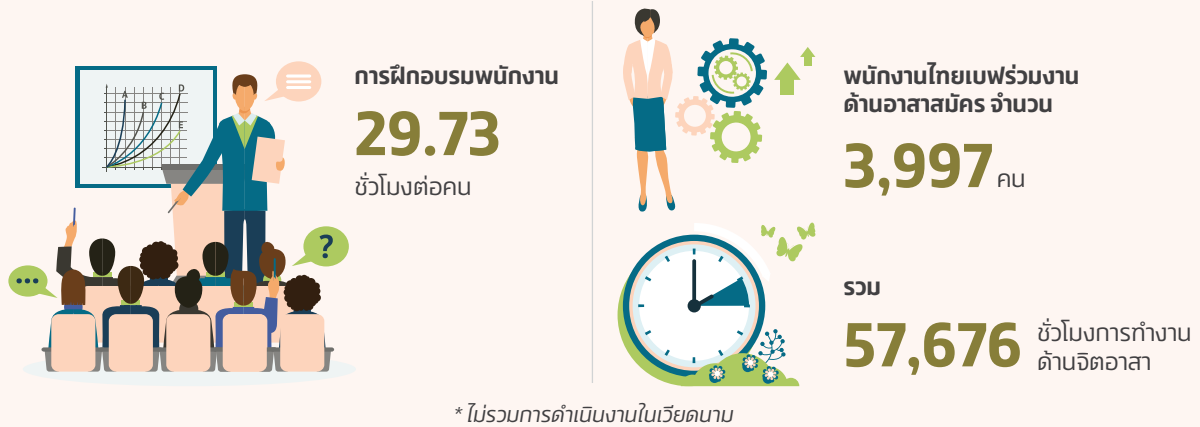 A
B
C
D
E
...
?
การฝึกอบรมพนักงาน
29.73
ชั่วโมงต่อคน
พนักงานไทยเบฟร่วมงาน
ด้านอาสาสมัคร จำนวน
3,997 คน
รวม
57,676 ชั่วโมงการทำงาน
ด้านจิตอาสา
* ไม่รวมการดำเนินงานในเวียดนาม